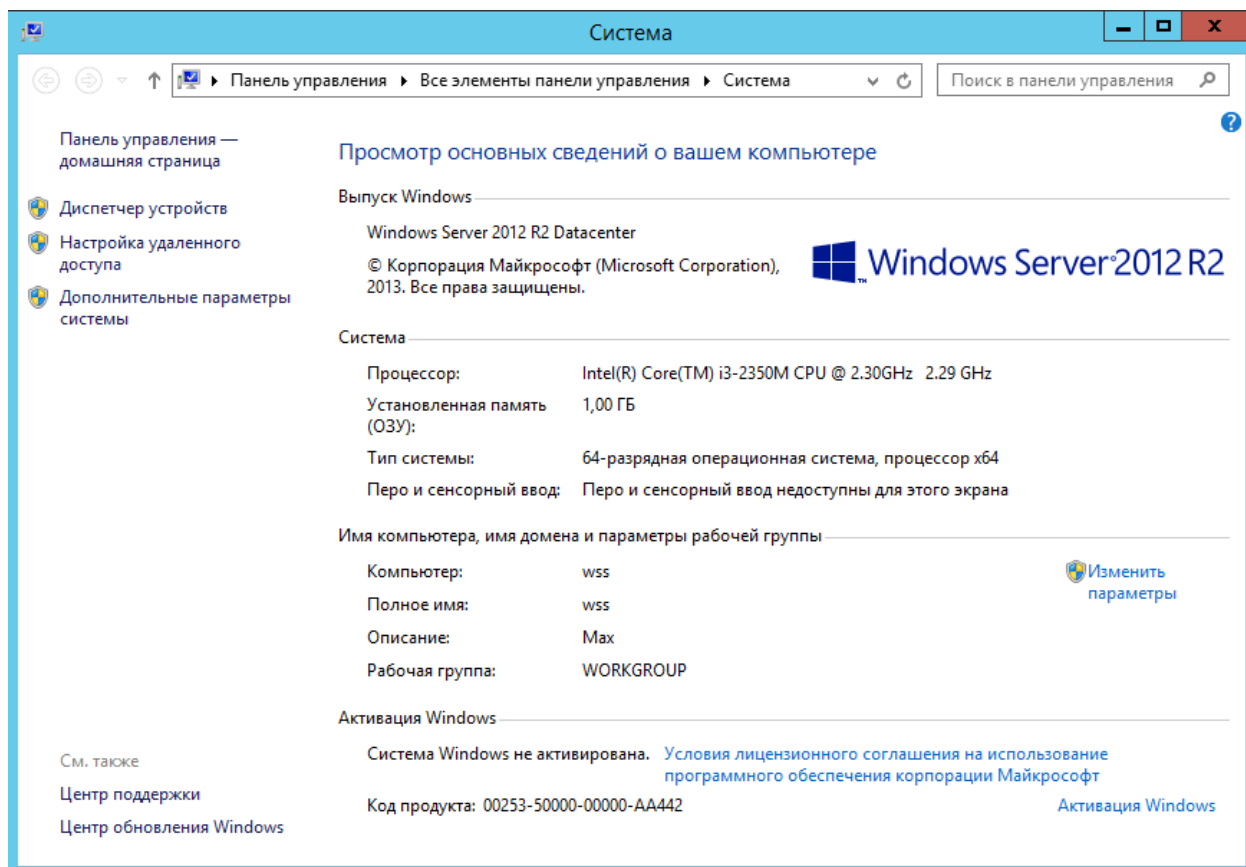 Система
Панель управления Все элементы панели управления Система
Поиск в панели управления
Панель управления —
домашняя страница
Диспетчер устройств
Настройка удаленного
доступа
Дополнительные параметры
системы
Просмотр основных сведений о вашем компьютере
Выпуск Windows
Windows Server 2012 R2 Datacenter
© Корпорация Майкрософт (Microsoft Corporation),
2013. Все права защищены.
Windows Server 2012 R2
Система
Процессор: Intel(R) Core(TM) i3-2350M CPU @ 2.30GHz 2.29 GHz
Установленная память 1,00 ГБ
(ОЗУ):
Тип системы: 64-разрядная операционная система, процессор x64
Перо и сенсорный ввод: Перо и сенсорный ввод недоступны для этого экрана
Имя компьютера, имя домена и параметры рабочей группы
Компьютер: wss
Изменить
параметры
Полное имя: wss
Описание: Max
Рабочая группа: WORKGROUP
Активация Windows
Система Windows не активирована. Условия лицензионного соглашения на использование
программного обеспечения корпорации Майкрософт
Код продукта: 00253-50000-00000-AA442 Активация Windows
См. также
Центр поддержки
Центр обновления Windows